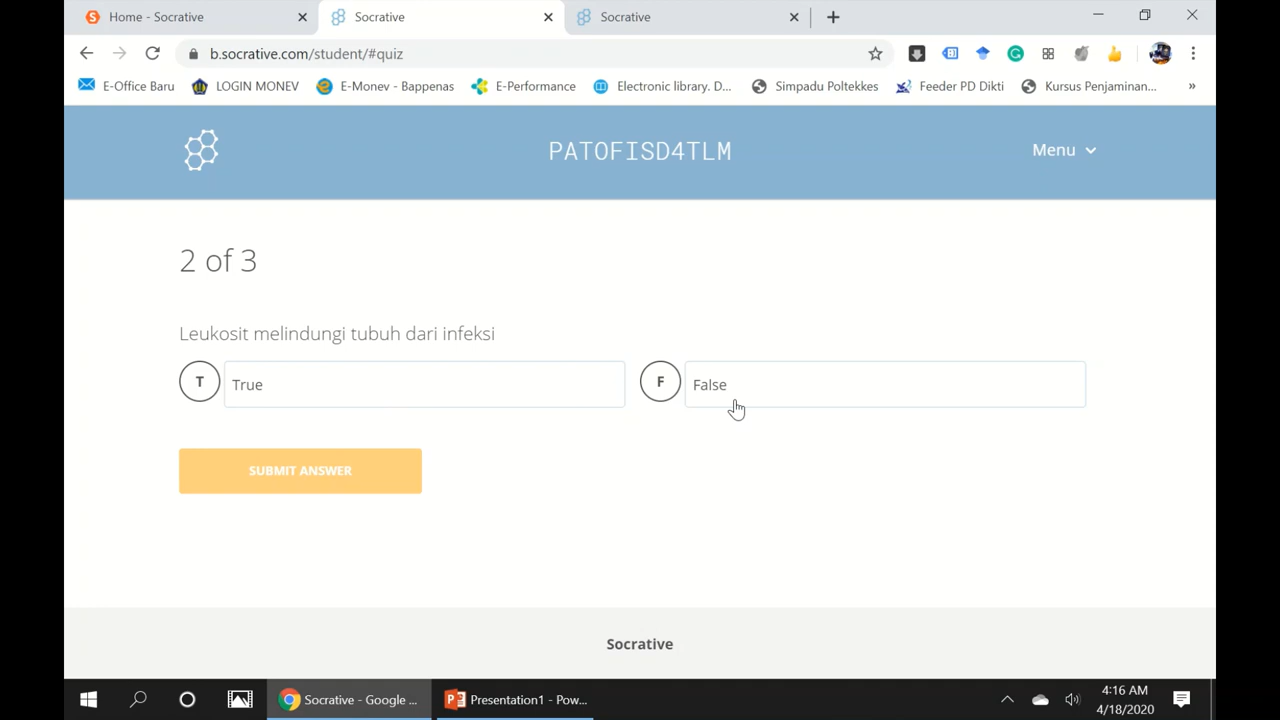 Home - Socrative
Socrative
Socrative
b.socrative.com/student/#quiz
E-Office Baru
LOGIN MONEV
E-Monev - Bappenas
E-Performance
Electronic library. D...
Simpadu Poltekkes
Feeder PD Dikti
Kursus Penjaminan...
»
PATOFISD4TLM
Menu
2 of 3
Leukosit melindungi tubuh dari infeksi
T True
F False
SUBMIT ANSWER
Socrative
Socrative - Google ...
Presentation1 - Pow...
4:16 AM
4/18/2020